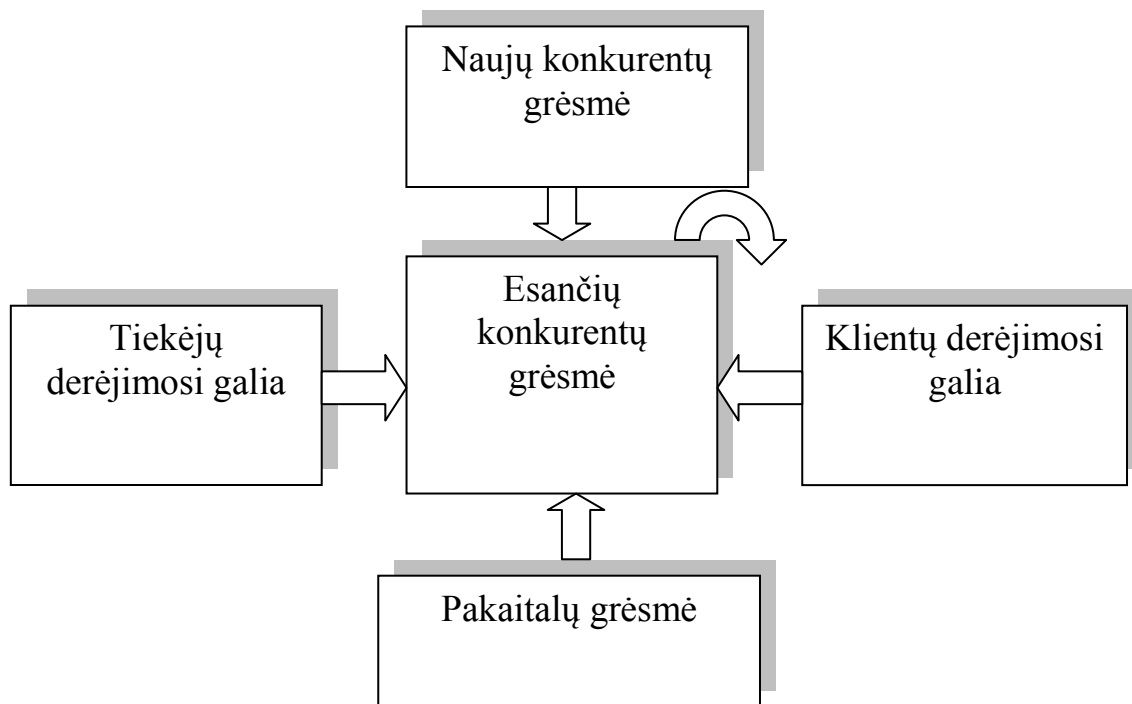 Naujų konkurentų
grėsmė
Esančių
konkurentų
grėsmė
Tiekėjų
derėjimosi galia
Klientų derėjimosi
galia
Pakaitalų grėsmė